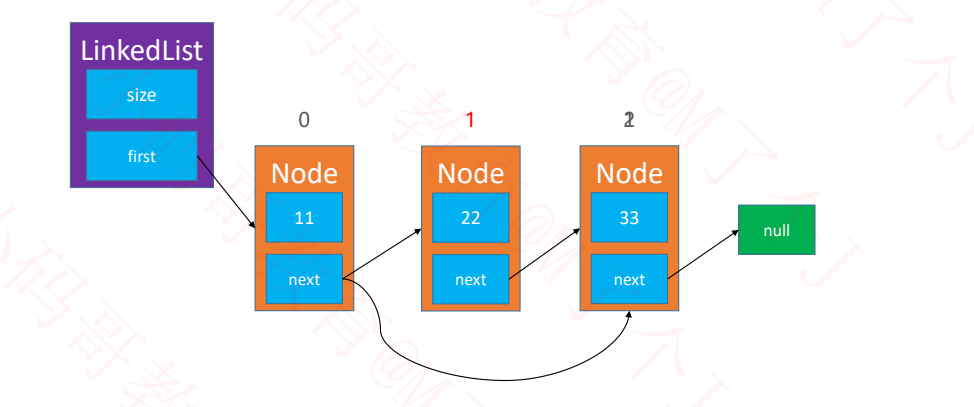 LinkedList
size
first
0
1
Node
11
next
Node
22
next
Node
33
next
null
小码哥教育@M了个J